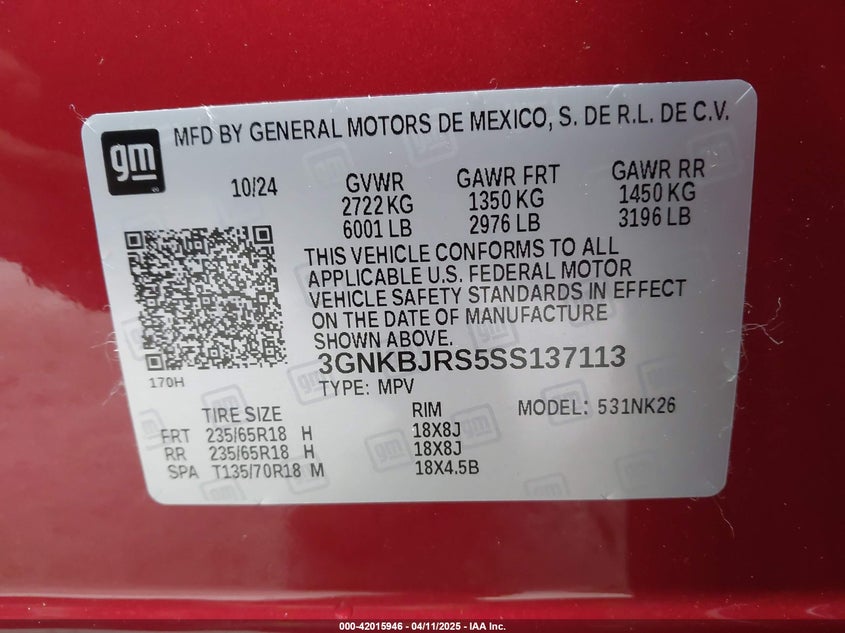 gm
MFD BY GENERAL MOTORS DE MEXICO, S. DE R.L. DE C.V.
10/24
GVWR
2722 KG
6001 LB
GAWR FRT
1350 KG
2976 LB
GAWR RR
1450 KG
3196 LB
THIS VEHICLE CONFORMS TO ALL
APPLICABLE U.S. FEDERAL MOTOR
VEHICLE SAFETY STANDARDS IN EFFECT
ON THE DATE OF MANUFACTURE
SHOWN ABOVE.
170H
3GNKBJRS5SS137113
TYPE: MPV
MODEL: 531NK26
TIRE SIZE RIM
FRT 235/65R18 H 18X8J
RR 235/65R18 H 18X8J
SPA T135/70R18 M 18X4.5B
000-42015946 - 04/11/2025 - IAA Inc.